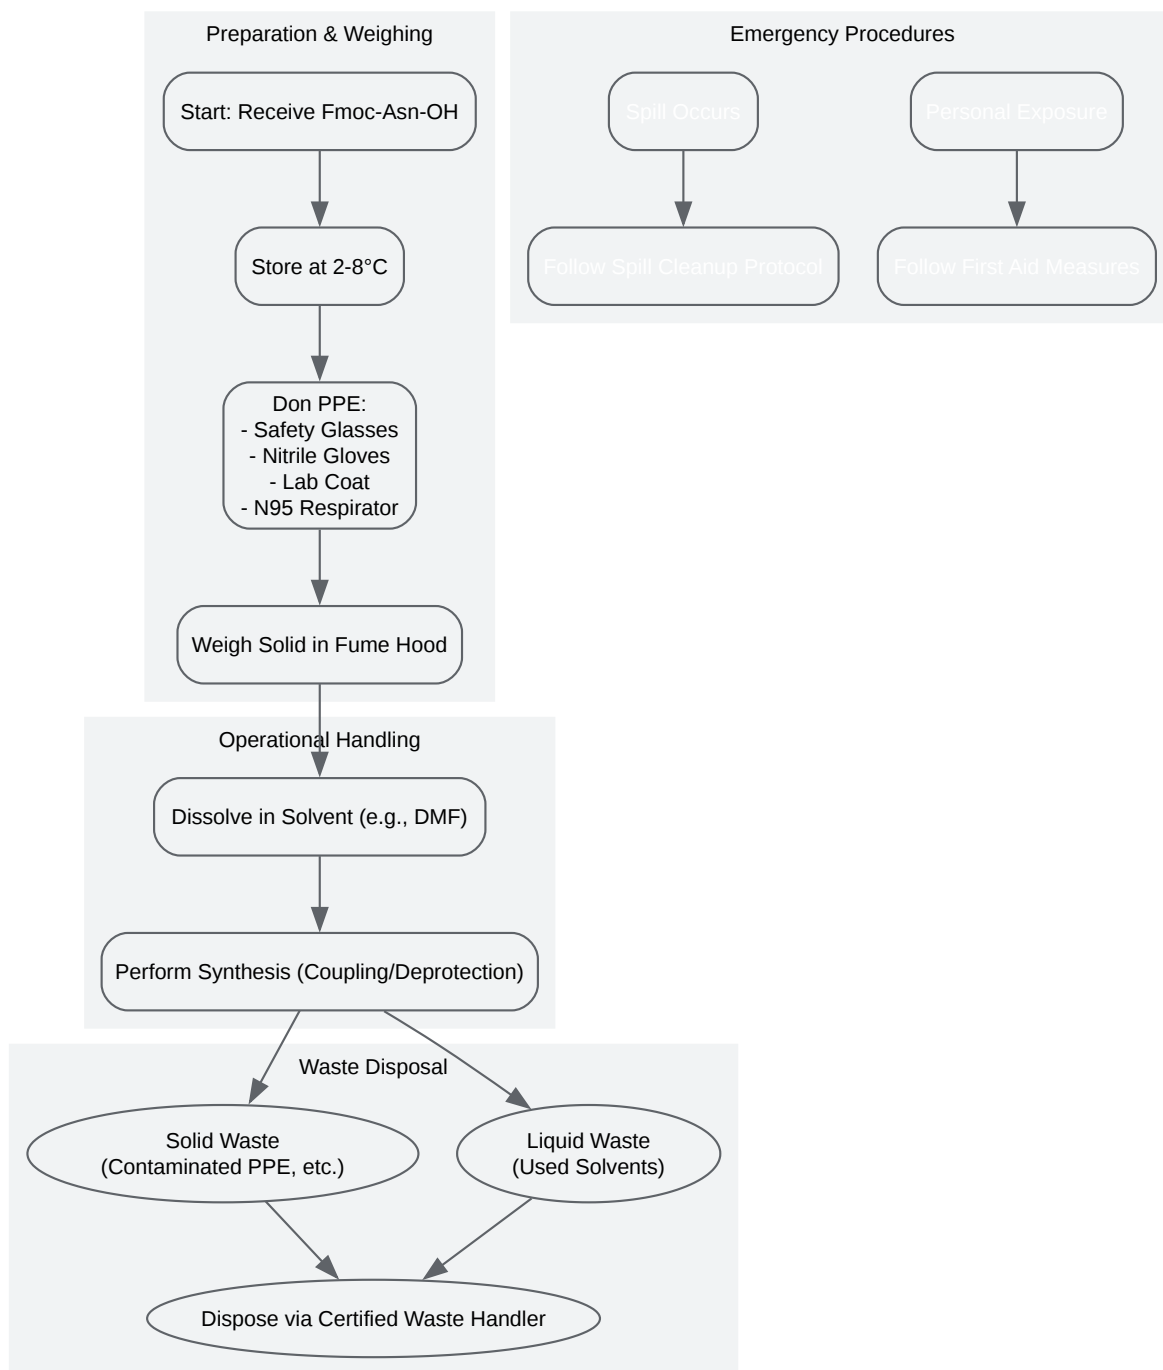 Preparation & Weighing
Start: Receive Fmoc-Asn-OH
Store at 2-8°C
Don PPE:
- Safety Glasses
- Nitrile Gloves
- Lab Coat
- N95 Respirator
Weigh Solid in Fume Hood
Emergency Procedures
Spill Occurs
Personal Exposure
Follow Spill Cleanup Protocol
Follow First Aid Measures
Operational Handling
Dissolve in Solvent (e.g., DMF)
Perform Synthesis (Coupling/Deprotection)
Waste Disposal
Solid Waste
(Contaminated PPE, etc.)
Liquid Waste
(Used Solvents)
Dispose via Certified Waste Handler